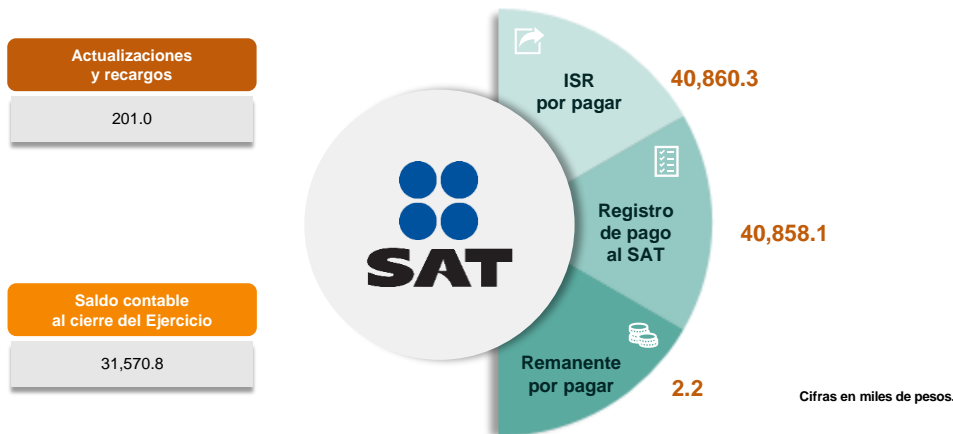 Actualizaciones
y recargos
201.0
Saldo contable
al cierre del Ejercicio
31,570.8
SAT
ISR
por pagar
40,860.3
Registro
de pago
al SAT
40,858.1
Remanente
por pagar
2.2
Cifras en miles de pesos.